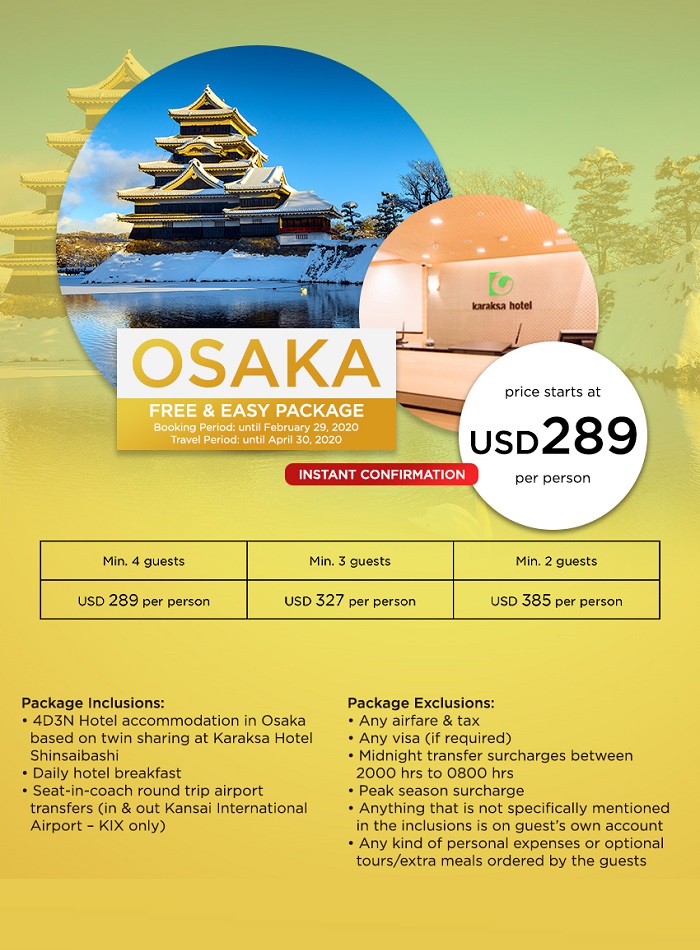 karaksa hotel
OSAKA
FREE & EASY PACKAGE
Booking Period: until February 29, 2020
Travel Period: until April 30, 2020
price starts at
USD289
per person
INSTANT CONFIRMATION
Min. 4 guests
Min. 3 guests
Min. 2 guests
USD 289 per person
USD 327 per person
USD 385 per person
Package Inclusions:
• 4D3N Hotel accommodation in Osaka
based on twin sharing at Karaksa Hotel
Shinsaibashi
• Daily hotel breakfast
• Seat-in-coach round trip airport
transfers (in & out Kansai International
Airport – KIX only)
Package Exclusions:
• Any airfare & tax
• Any visa (if required)
• Midnight transfer surcharges between
2000 hrs to 0800 hrs
• Peak season surcharge
• Anything that is not specifically mentioned
in the inclusions is on guest's own account
• Any kind of personal expenses or optional
tours/extra meals ordered by the guests